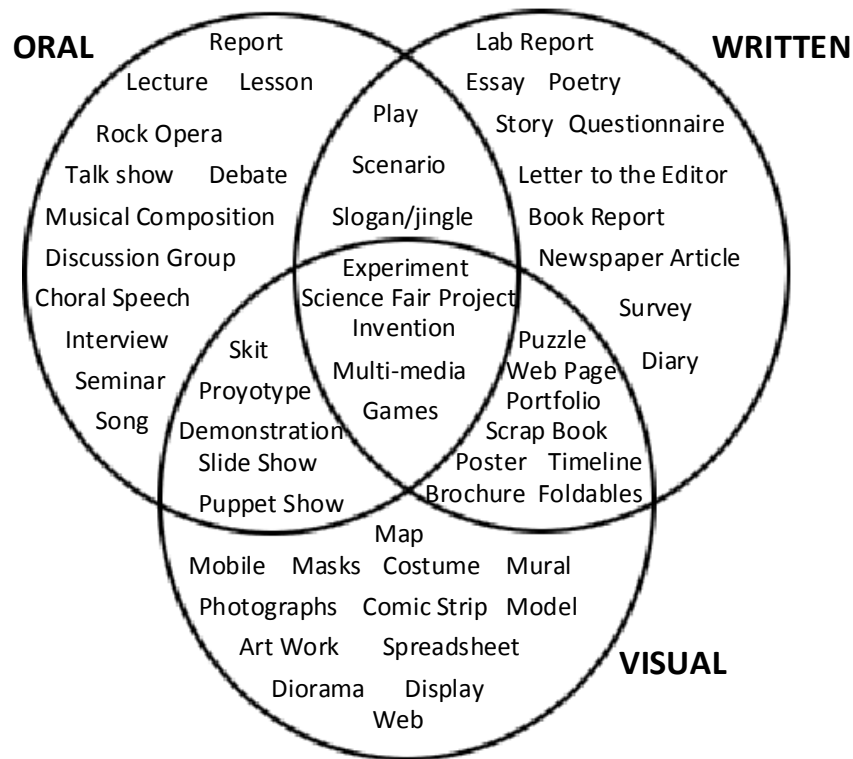 ORAL
Report
Lecture Lesson
Rock Opera
Talk show Debate
Musical Composition
Discussion Group
Choral Speech
Interview
Seminar
Song
Play
Scenario
Slogan/jingle
WRITTEN
Lab Report
Essay Poetry
Story Questionnaire
Letter to the Editor
Book Report
Newspaper Article
Survey
Diary
Experiment
Science Fair Project
Invention
Multi-media
Games
Skit
Proyotype
Demonstration
Slide Show
Puppet Show
Puzzle
Web Page
Portfolio
Scrap Book
Poster Timeline
Brochure Foldables
Map
Mobile Masks Costume Mural
Photographs Comic Strip Model
Art Work Spreadsheet
Diorama Display
Web
VISUAL